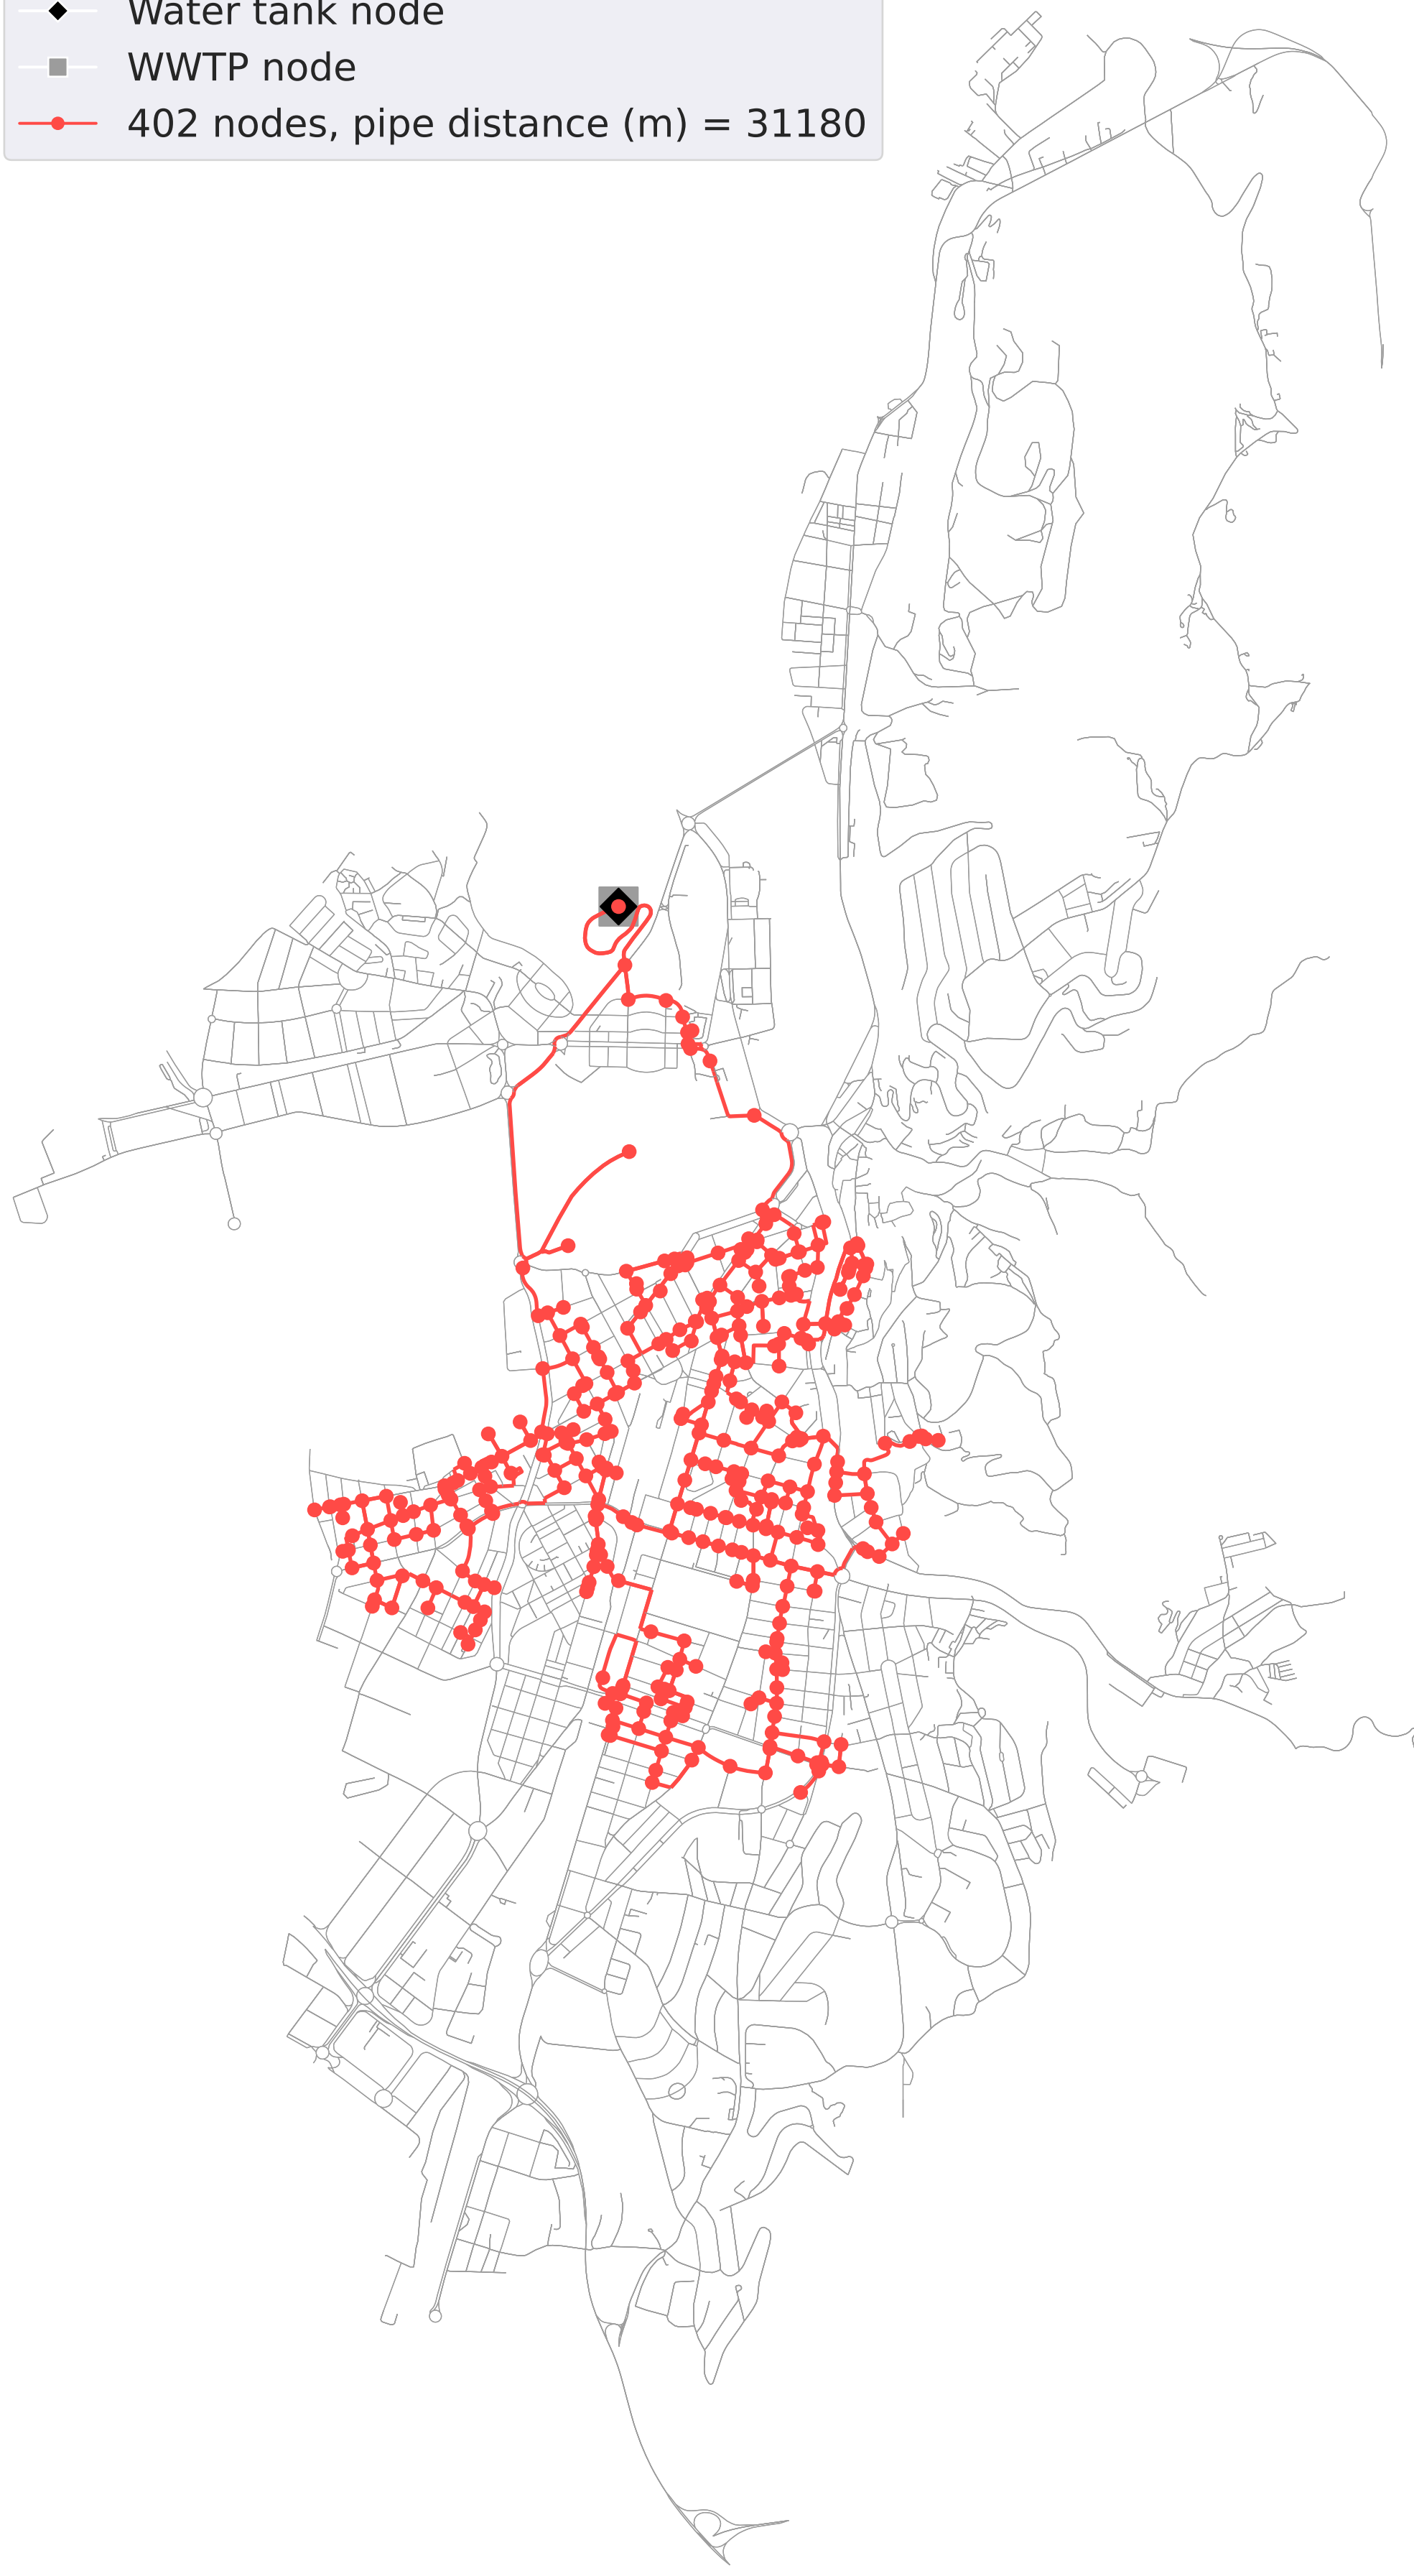 Water tank node
WWTP node
402 nodes, pipe distance (m) = 31180